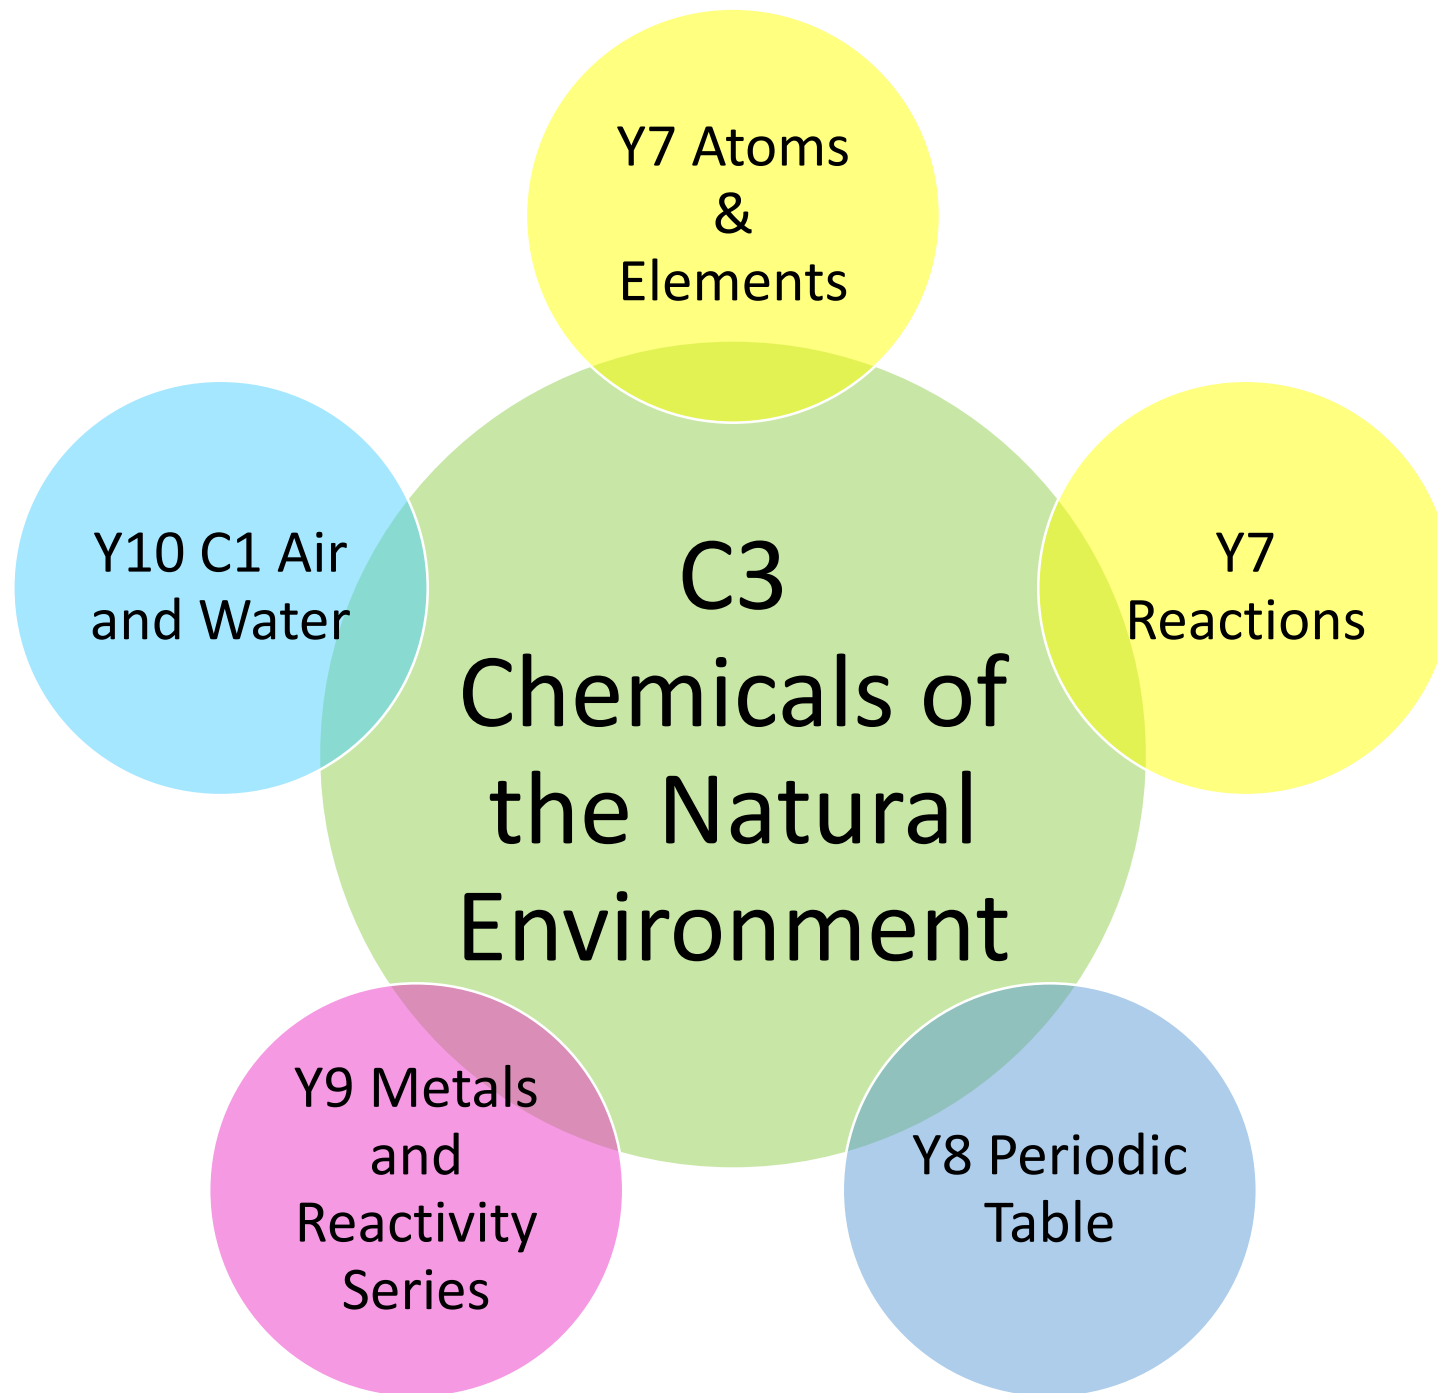 Y7 Atoms
&
Elements
Y10 C1 Air
and Water
C3
Chemicals of
the Natural
Environment
Y7
Reactions
Y9 Metals
and
Reactivity
Series
Y8 Periodic
Table